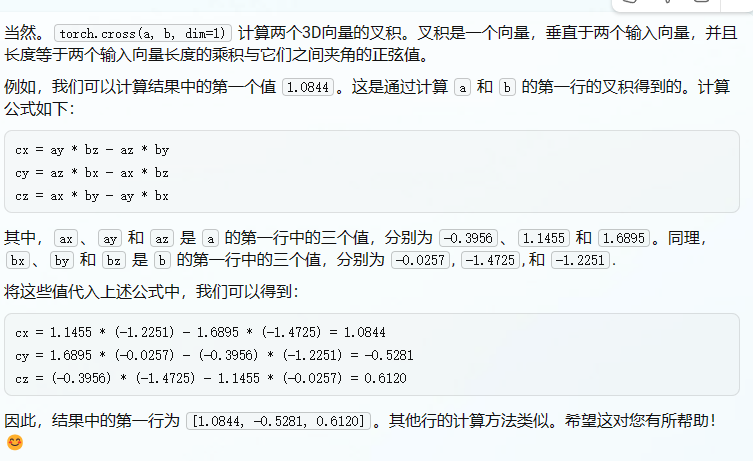 当然。torch.cross(a, b, dim=1) 计算两个3D向量的叉积。叉积是一个向量，垂直于两个输入向量，并且
长度等于两个输入向量长度的乘积与它们之间夹角的正弦值。
例如，我们可以计算结果中的第一个值 1.0844 。这是通过计算 a 和 b 的第一行的叉积得到的。计算
公式如下：
cx = ay * bz - az * by
cy = az * bx - ax * bz
cz = ax * by - ay * bx
其中， ax 、 ay 和 az 是 a 的第一行中的三个值，分别为 -0.3956 、 1.1455 和 1.6895 。同理，
bx 、 by 和 bz 是 b 的第一行中的三个值，分别为 -0.0257 , -1.4725 ,和 -1.2251 .
将这些值代入上述公式中，我们可以得到：
cx = 1.1455 * (-1.2251) - 1.6895 * (-1.4725) = 1.0844
cy = 1.6895 * (-0.0257) - (-0.3956) * (-1.2251) = -0.5281
cz = (-0.3956) * (-1.4725) - 1.1455 * (-0.0257) = 0.6120
因此，结果中的第一行为 [1.0844, -0.5281, 0.6120] 。其他行的计算方法类似。希望这对您有所帮助！
😊